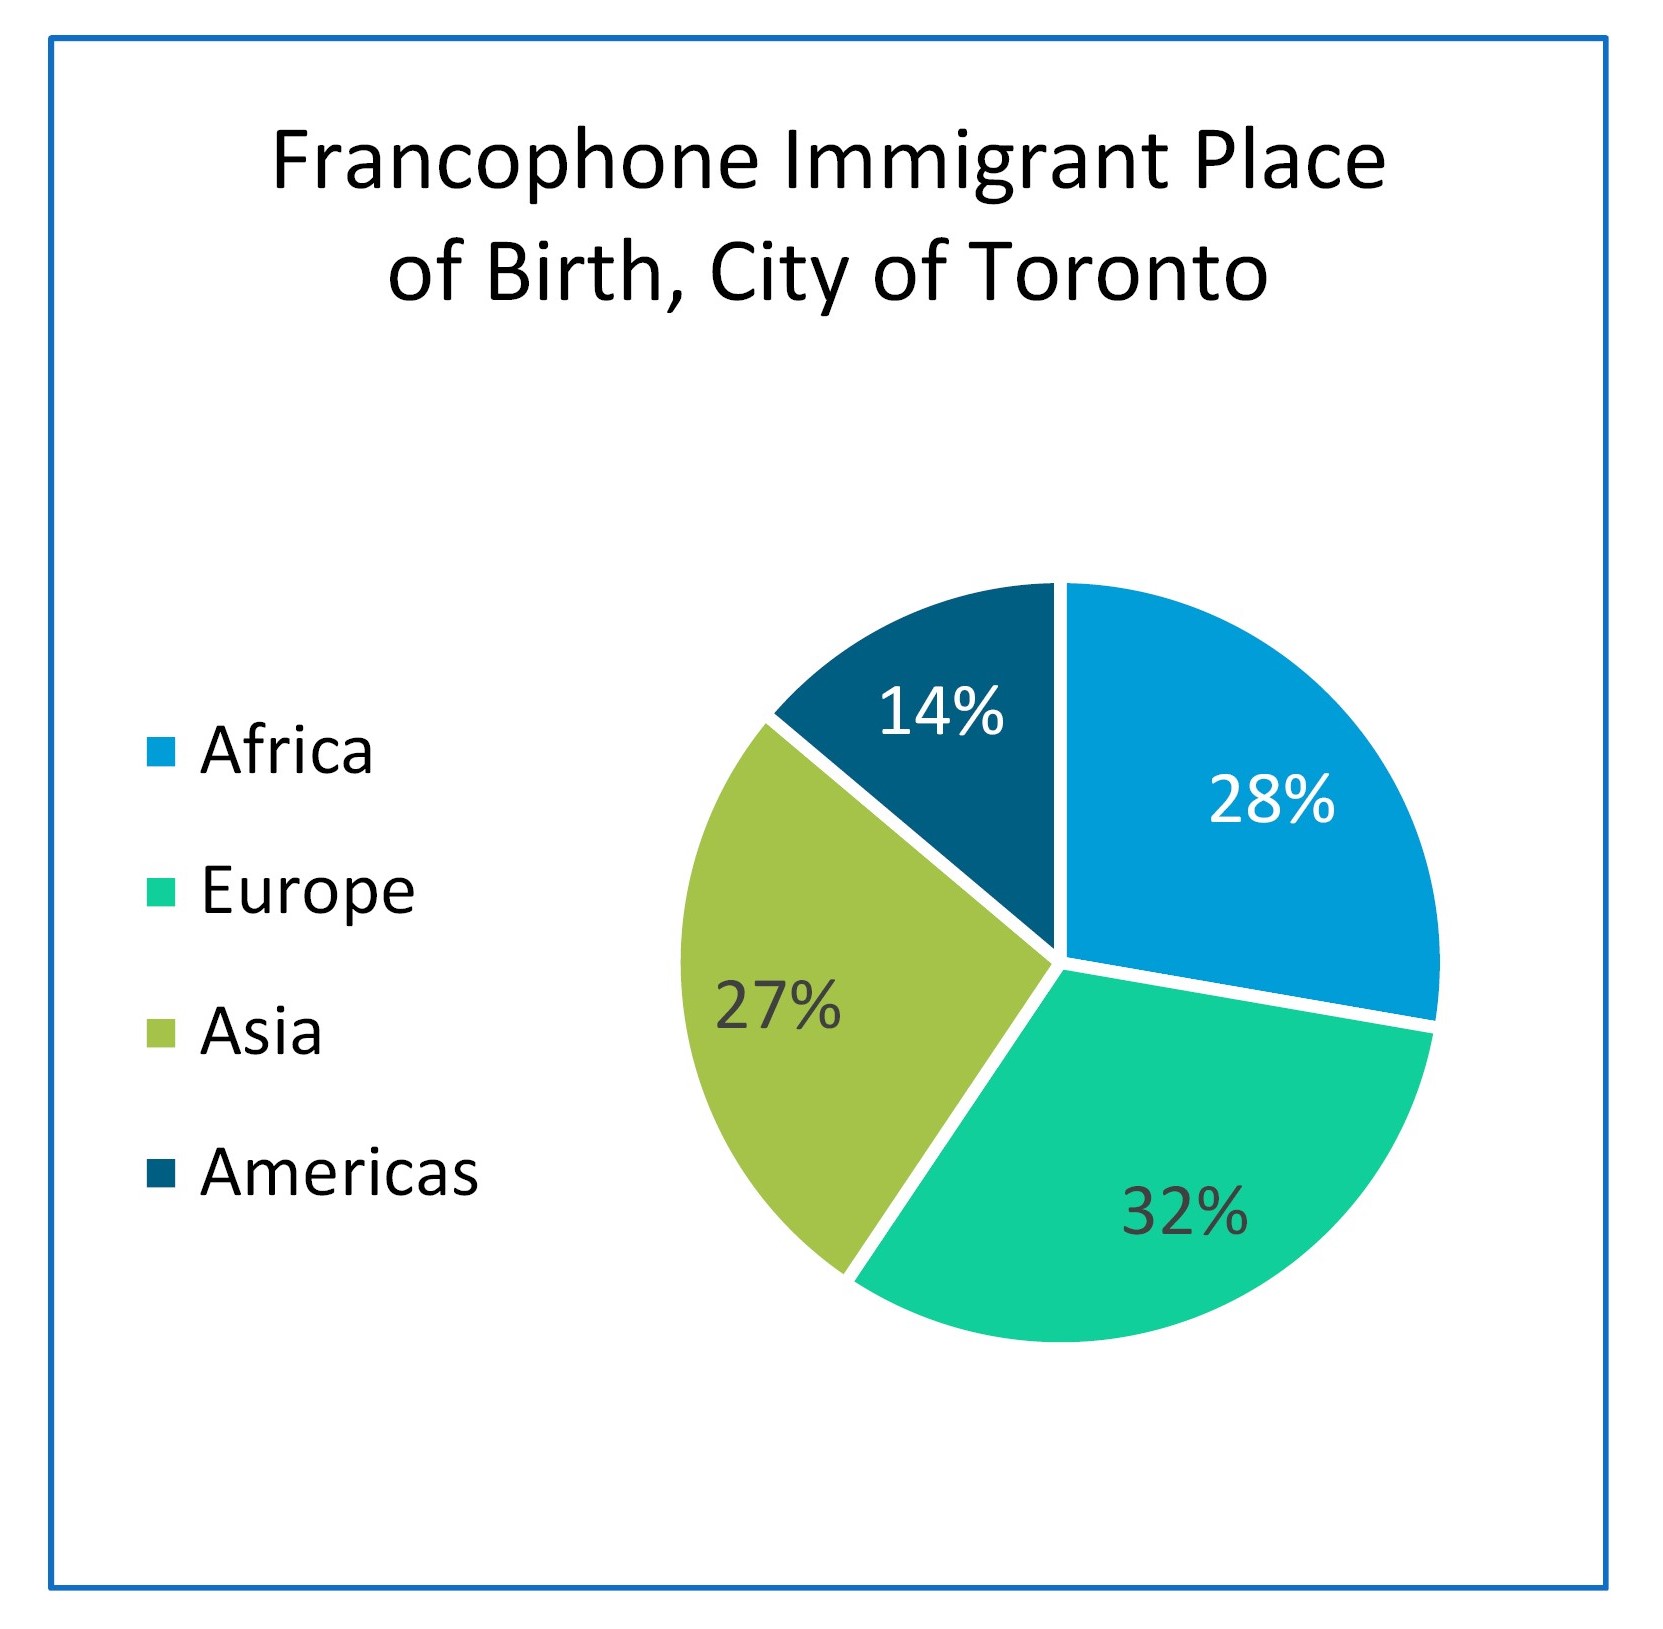 Francophone Immigrant Place
of Birth, City of Toronto
Africa
Europe
Asia
Americas
14%
28%
27%
32%